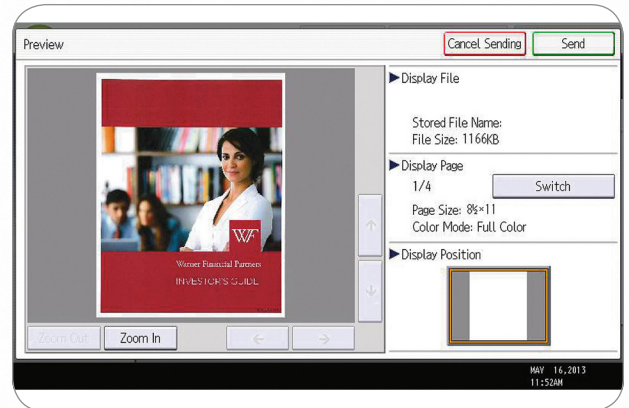 Preview
Cancel Sending
Send
Display File
Stored File Name:
File Size: 1166KB
Display Page
1/4
Switch
Page Size: 8½×11
Color Mode: Full Color
Display Position
WF
Warner Financial Partners
INVESTOR'S GUIDE
Zoom Out
Zoom In
MAY 16,2013
11:52AM